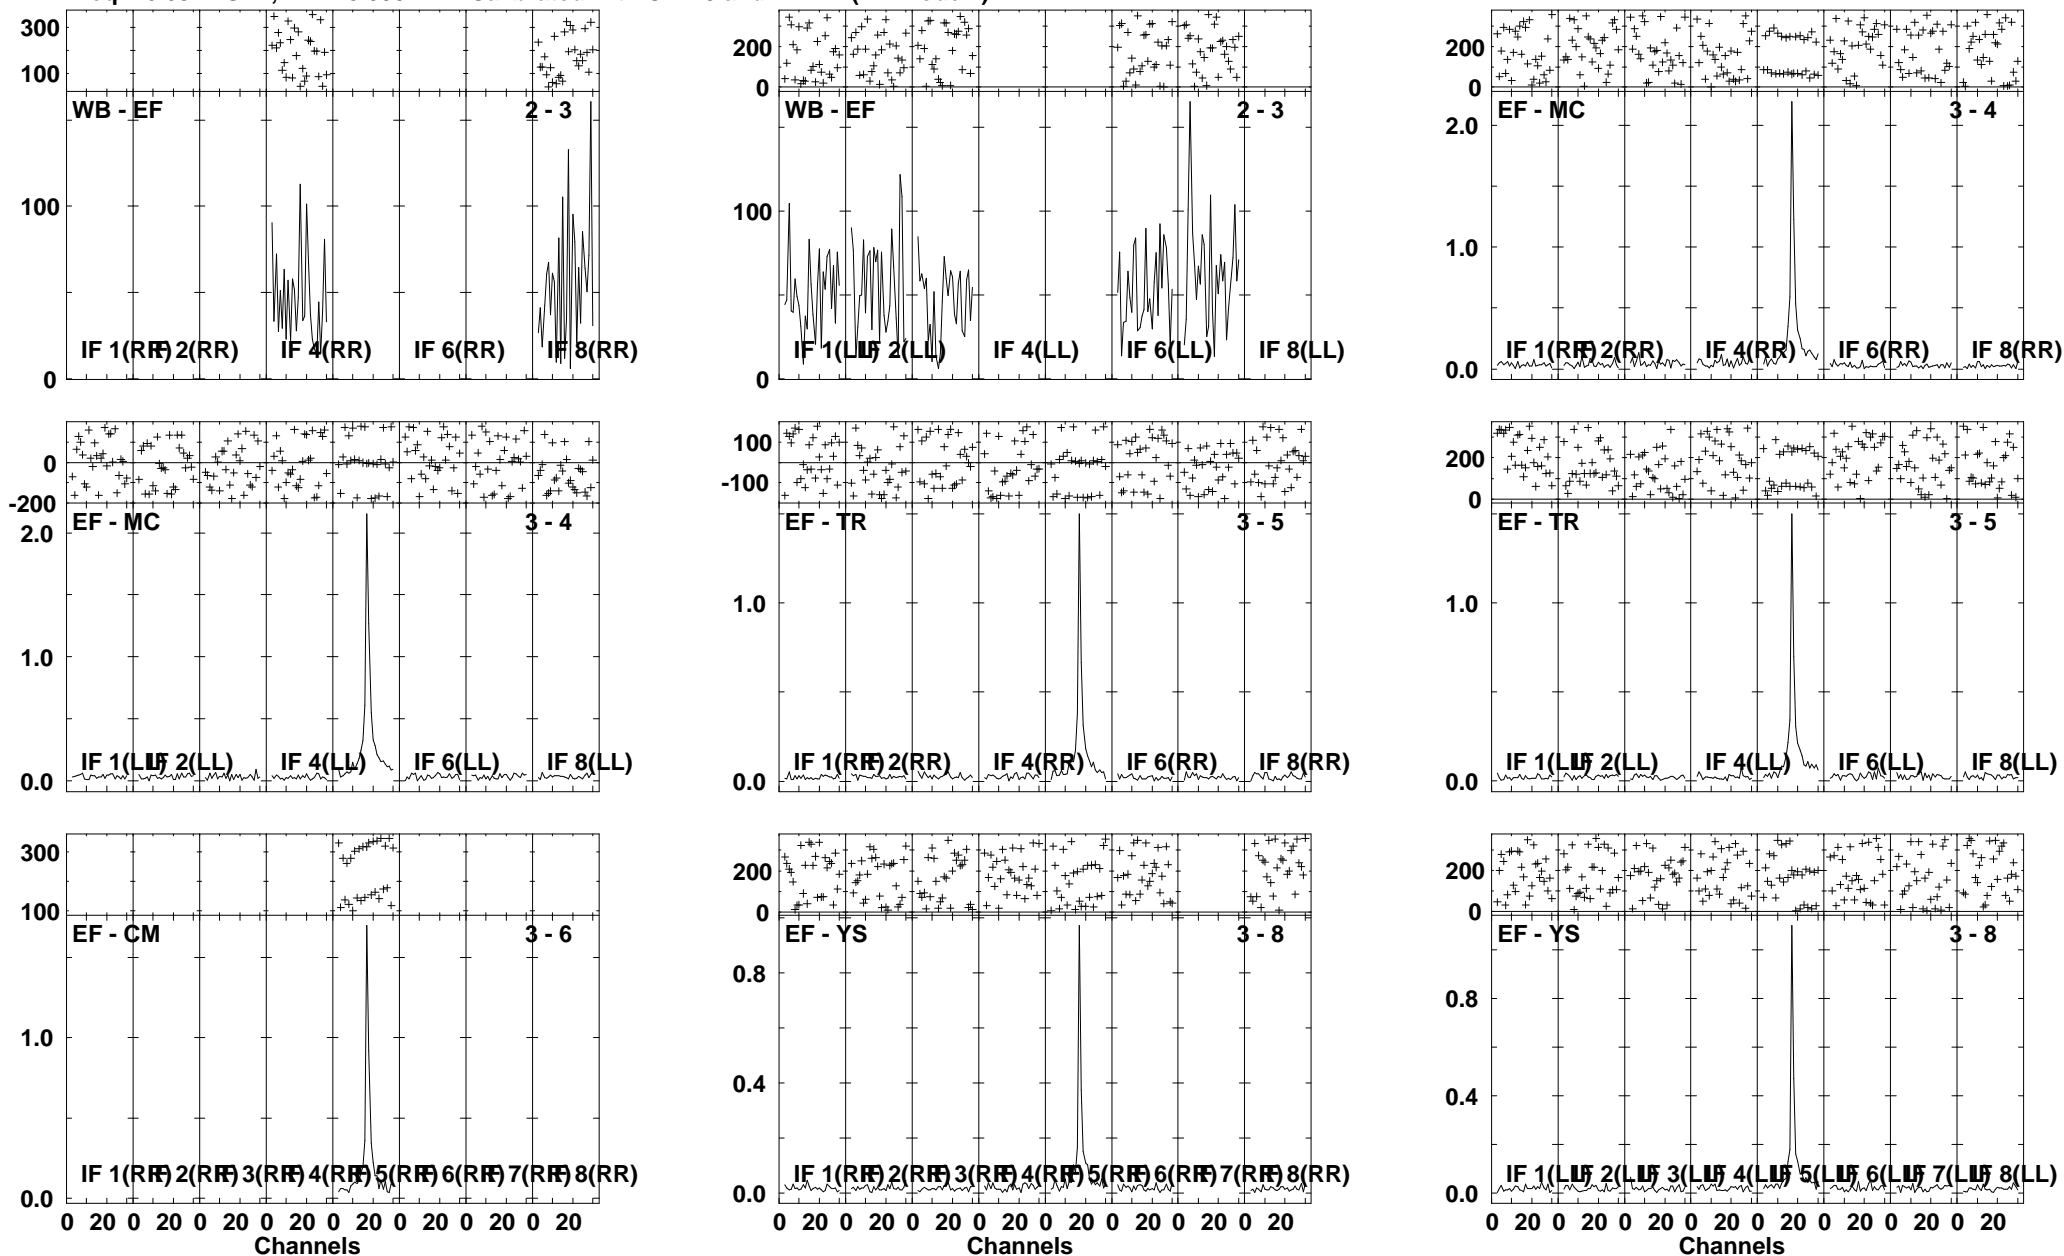 300
100
WB - EF 2 - 3
100
0
IF 1(RR) IF 2(RR) IF 4(RR) IF 6(RR) IF 8(RR)
200
0
WB - EF 2 - 3
100
0
IF 1(LL) IF 2(LL) IF 4(LL) IF 6(LL) IF 8(LL)
200
0
EF - MC 3 - 4
2.0
1.0
0.0
IF 1(RR) IF 2(RR) IF 4(RR) IF 6(RR) IF 8(RR)
0
-200
EF - MC 3 - 4
2.0
1.0
0.0
IF 1(LL) IF 2(LL) IF 4(LL) IF 6(LL) IF 8(LL)
100
-100
EF - TR 3 - 5
1.0
0.0
IF 1(RR) IF 2(RR) IF 4(RR) IF 6(RR) IF 8(RR)
200
0
EF - TR 3 - 5
1.0
0.0
IF 1(LL) IF 2(LL) IF 4(LL) IF 6(LL) IF 8(LL)
300
100
EF - CM 3 - 6
1.0
0.0
IF 1(RR) IF 2(RR) IF 3(RR) IF 4(RR) IF 5(RR) IF 6(RR) IF 7(RR) IF 8(RR)
0 20 0 20 0 20 0 20 0 20 0 20 0 20 0 20
Channels
200
0
EF - YS 3 - 8
0.8
0.4
0.0
IF 1(RR) IF 2(RR) IF 3(RR) IF 4(RR) IF 5(RR) IF 6(RR) IF 7(RR) IF 8(RR)
0 20 0 20 0 20 0 20 0 20 0 20 0 20 0 20
Channels
200
0
EF - YS 3 - 8
0.8
0.4
0.0
IF 1(LL) IF 2(LL) IF 3(LL) IF 4(LL) IF 5(LL) IF 6(LL) IF 7(LL) IF 8(LL)
0 20 0 20 0 20 0 20 0 20 0 20 0 20 0 20
Channels